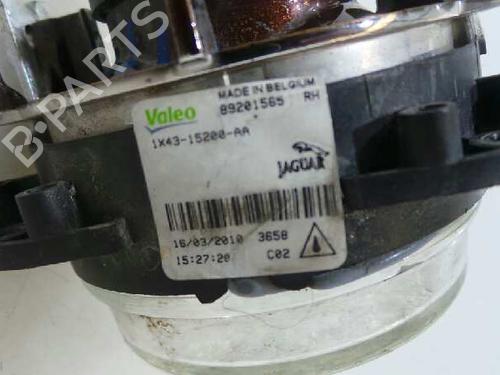 MADE IN BELGIUM
Valeo 89201565 RH
1X43-15200-AA
JAGUAR
16/03/2010 3658
15:27:20 C02
B-PARTS